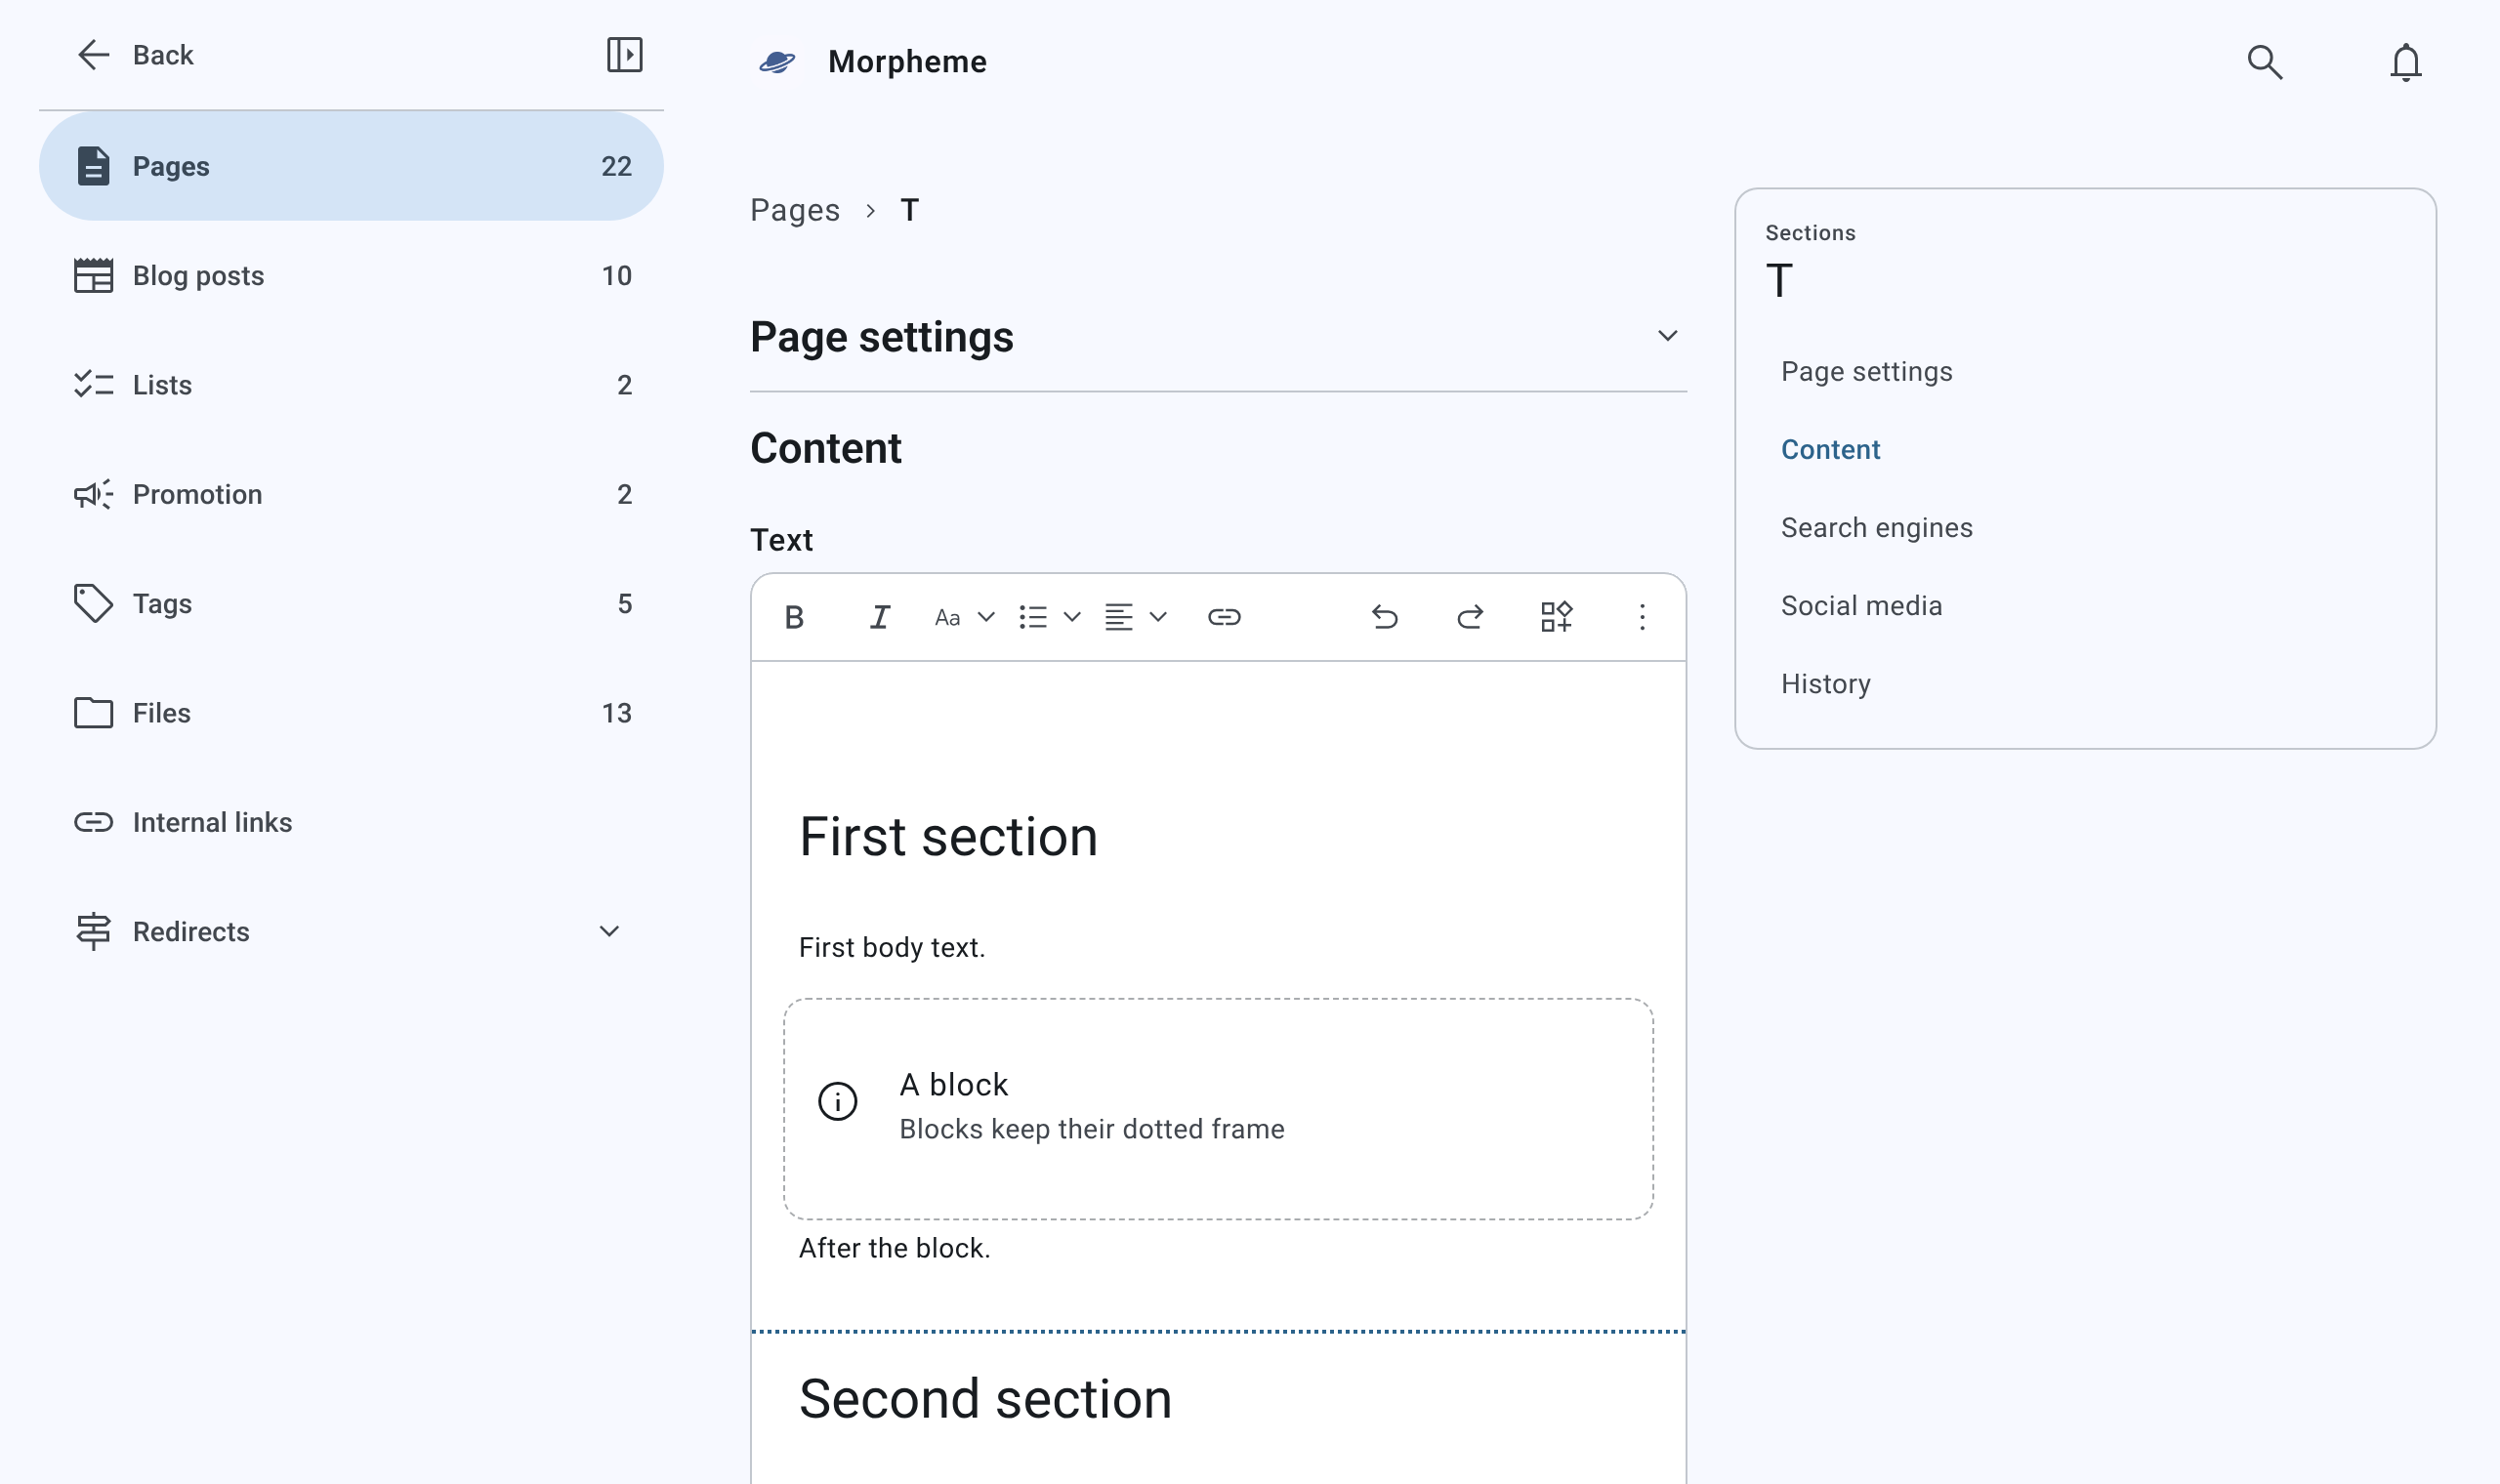 Back
Pages 22
Blog posts 10
Lists 2
Promotion 2
Tags 5
Files 13
Internal links
Redirects
Morpheme
Pages › T
Page settings
Content
Text
B I Aa
First section
First body text.
A block
Blocks keep their dotted frame
After the block.
Second section
Sections
T
Page settings
Content
Search engines
Social media
History